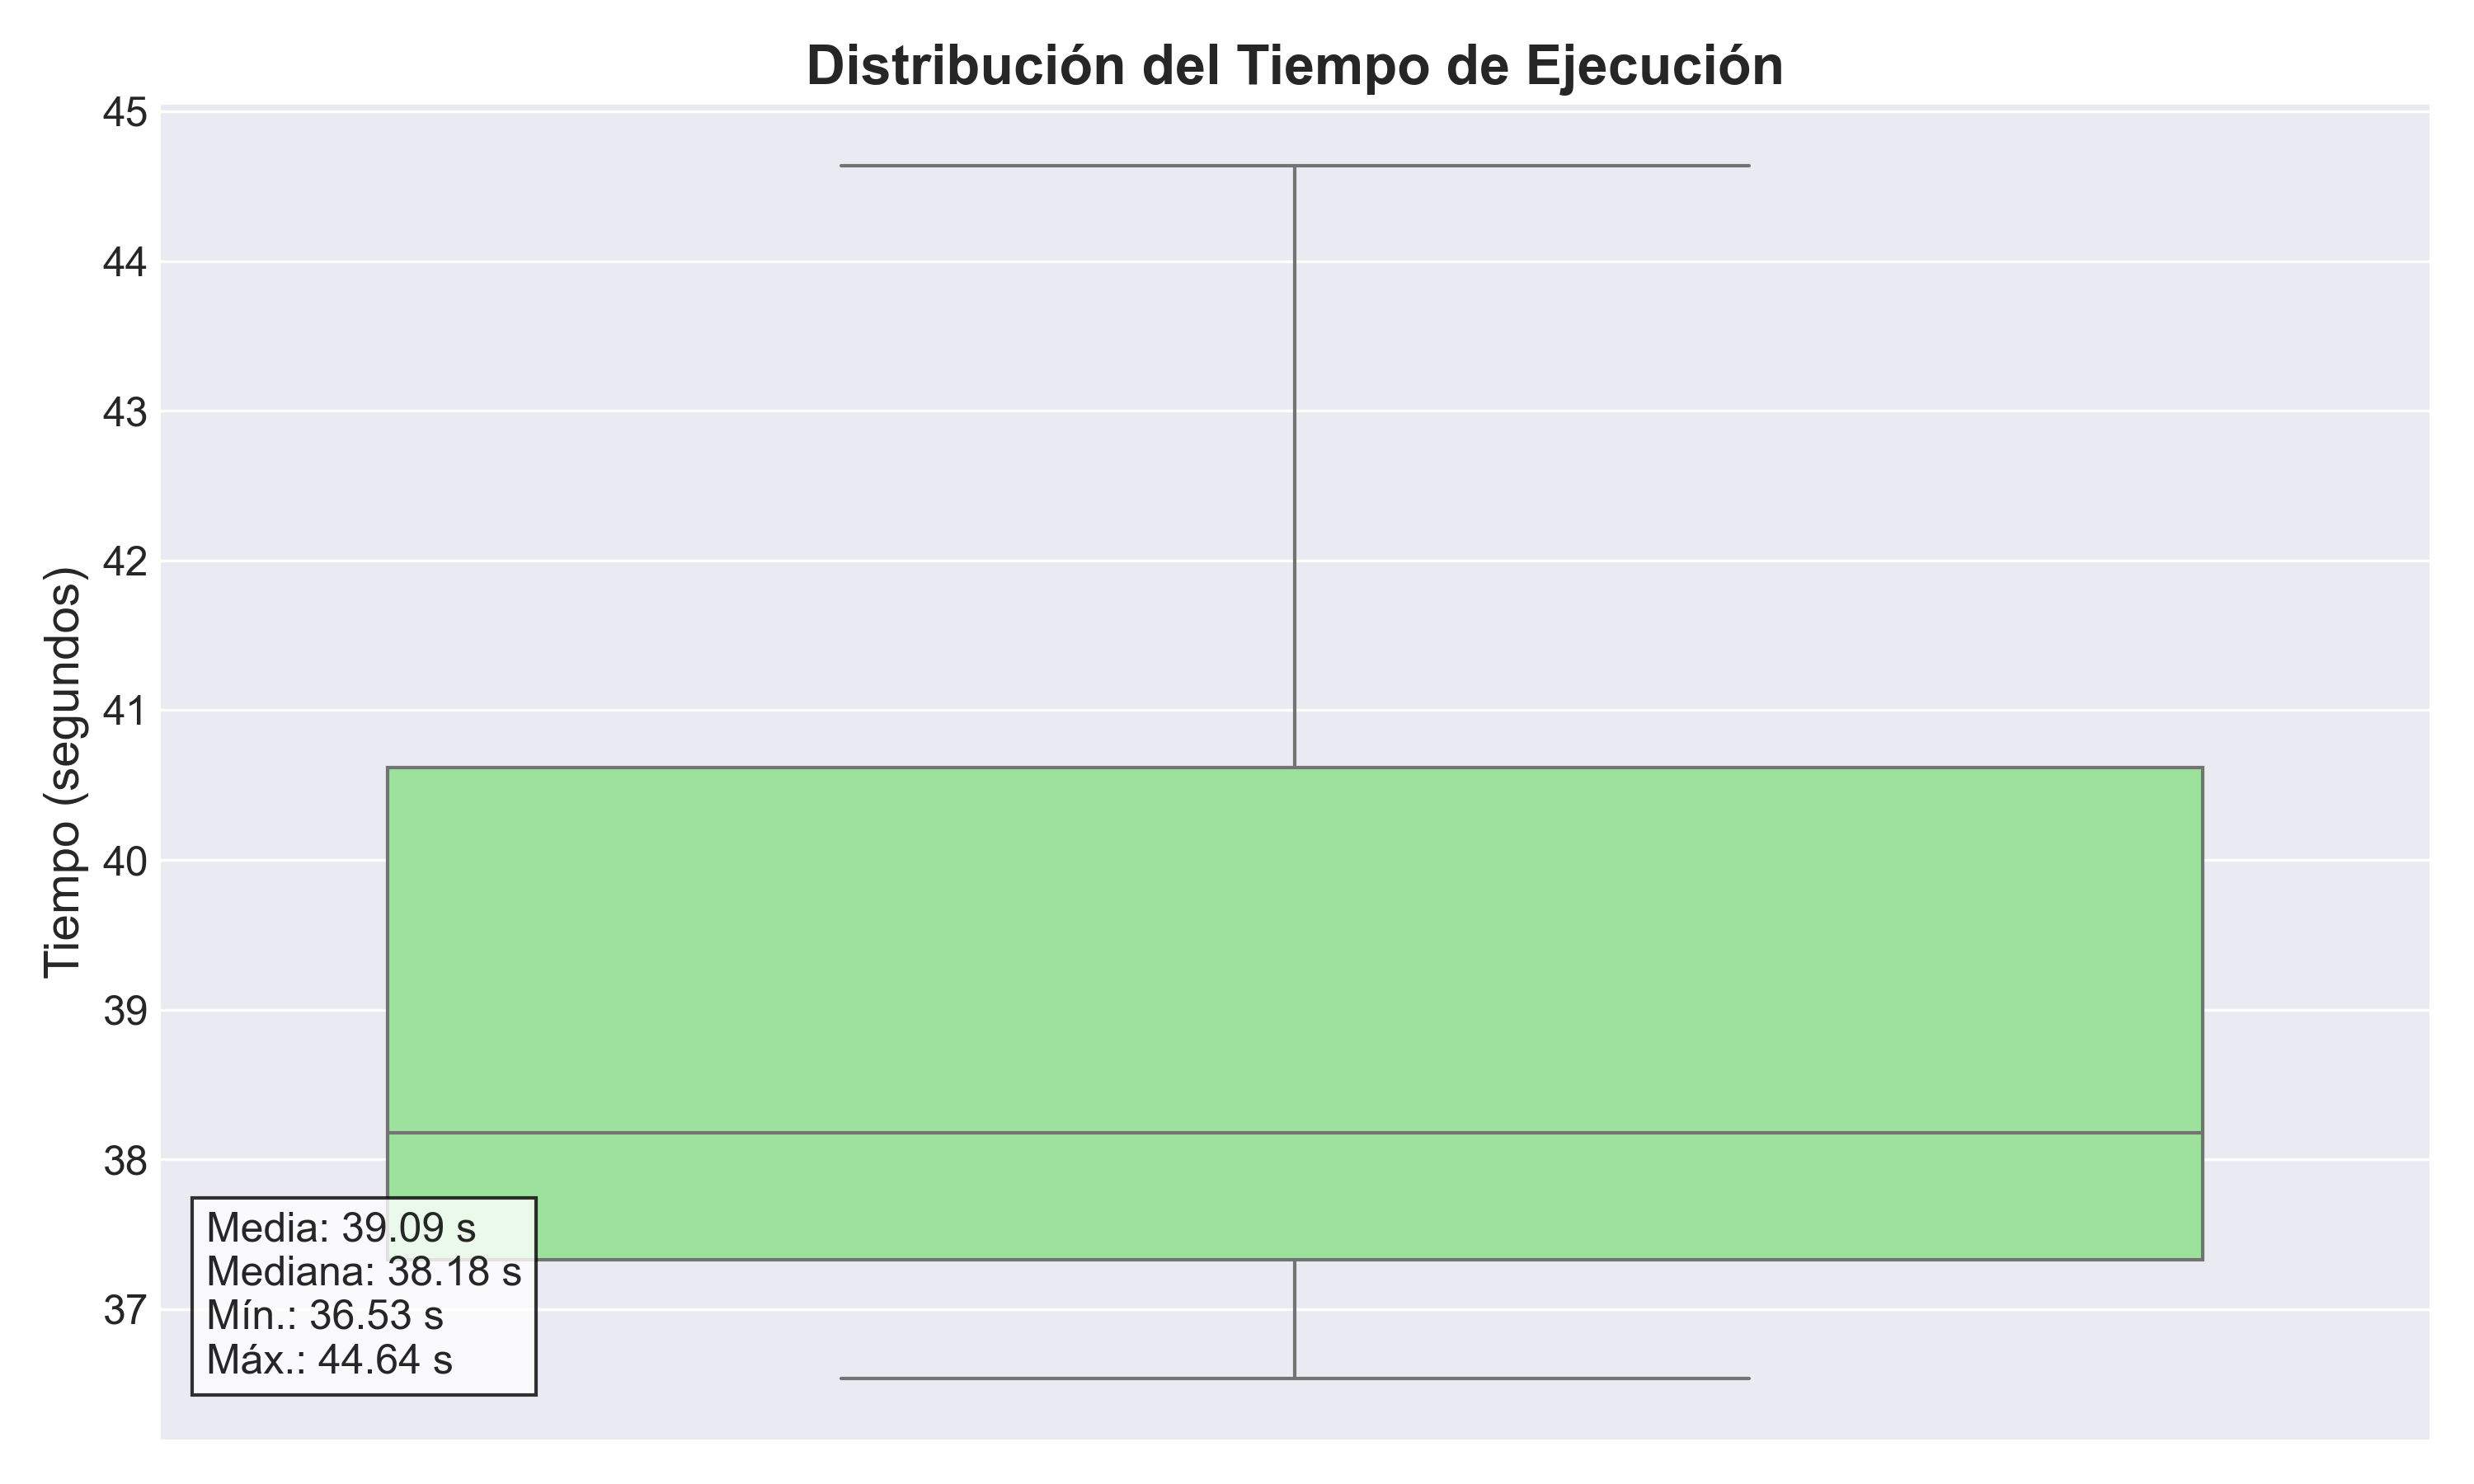 Distribución del Tiempo de Ejecución
Tiempo (segundos)
45
44
43
42
41
40
39
38
37
Media: 39.09 s
Mediana: 38.18 s
Mín.: 36.53 s
Máx.: 44.64 s